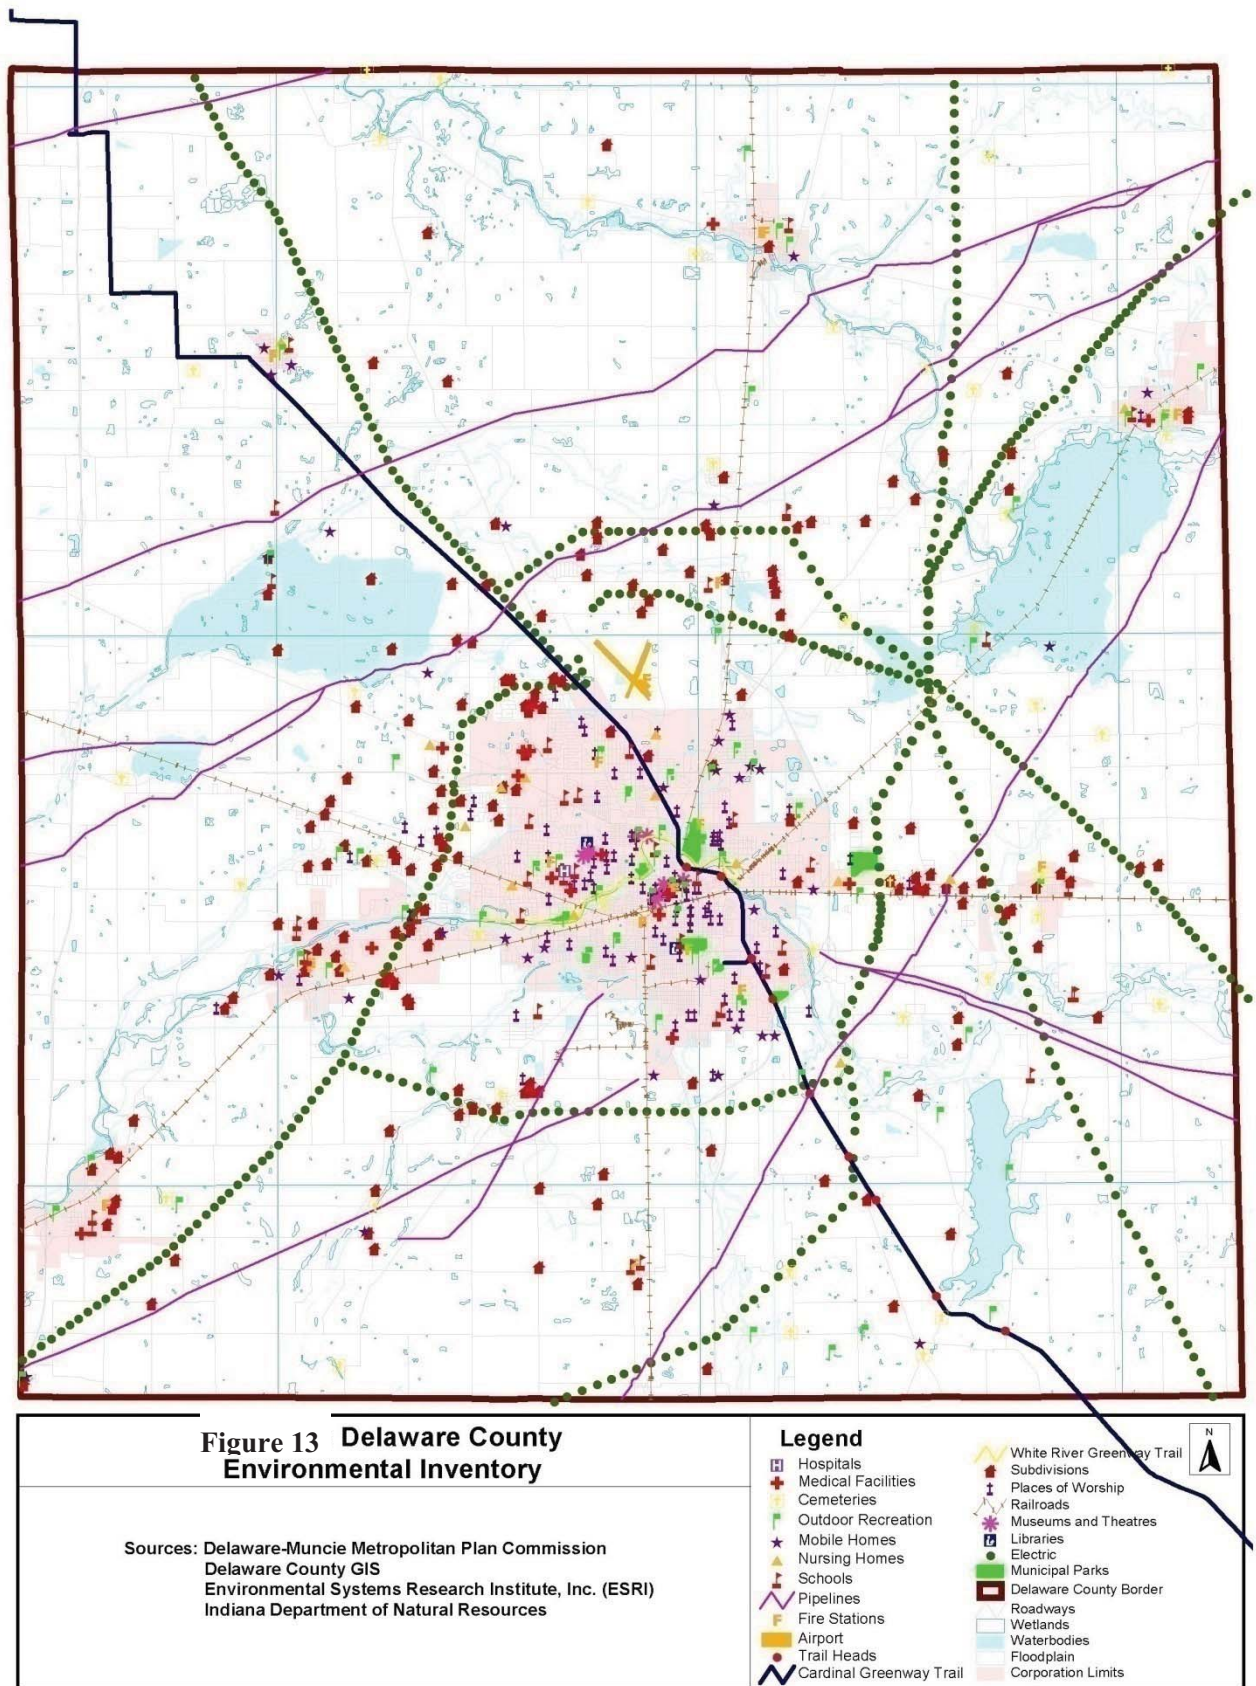 Figure 13 Delaware County
Environmental Inventory
Sources: Delaware-Muncie Metropolitan Plan Commission
Delaware County GIS
Environmental Systems Research Institute, Inc. (ESRI)
Indiana Department of Natural Resources
Legend
H Hospitals
Medical Facilities
Cemeteries
Outdoor Recreation
Mobile Homes
Nursing Homes
Schools
Pipelines
F Fire Stations
Airport
Trail Heads
Cardinal Greenway Trail
White River Greenway Trail
Subdivisions
Places of Worship
Railroads
Museums and Theatres
Libraries
Electric
Municipal Parks
Delaware County Border
Roadways
Wetlands
Waterbodies
Floodplain
Corporation Limits
N